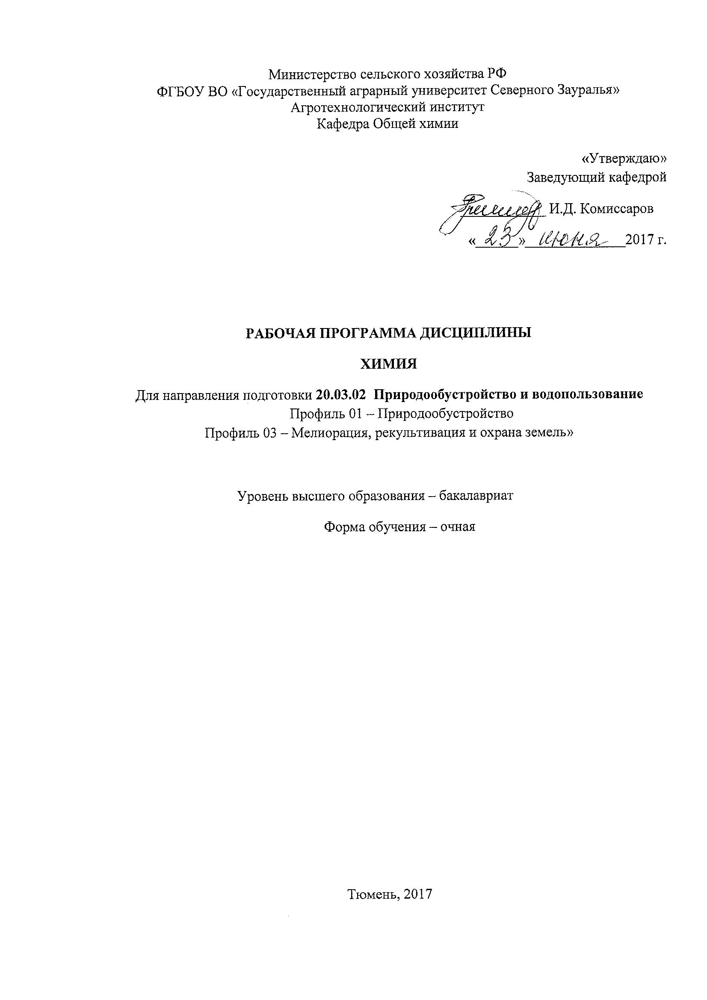 Министерство сельского хозяйства РФ
ФГБОУ ВО «Государственный аграрный университет Северного Зауралья»
Агротехнологический институт
Кафедра Общей химии
«Утверждаю»
Заведующий кафедрой
И.Д. Комиссаров
«23» июня 2017 г.
РАБОЧАЯ ПРОГРАММА ДИСЦИПЛИНЫ
ХИМИЯ
Для направления подготовки 20.03.02 Природообустройство и водопользование
Профиль 01 – Природообустройство
Профиль 03 – Мелиорация, рекультивация и охрана земель»
Уровень высшего образования – бакалавриат
Форма обучения – очная
Тюмень, 2017